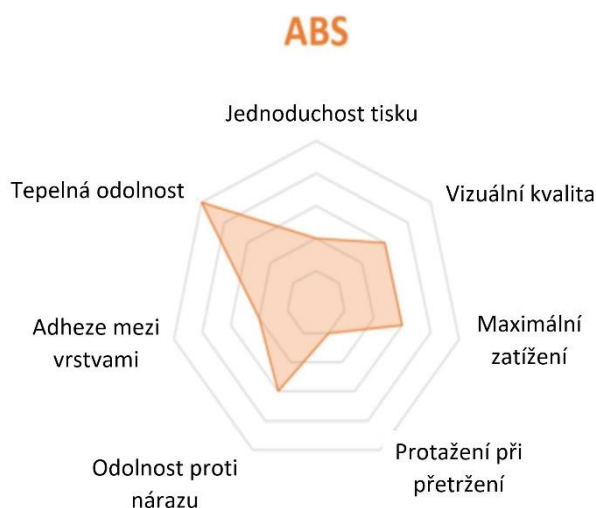 ABS
Jednoduchost tisku
Tepelná odolnost
Vizuální kvalita
Adheze mezi
vrstvami
Maximální
zatížení
Odolnost proti
nárazu
Protažení při
přetržení